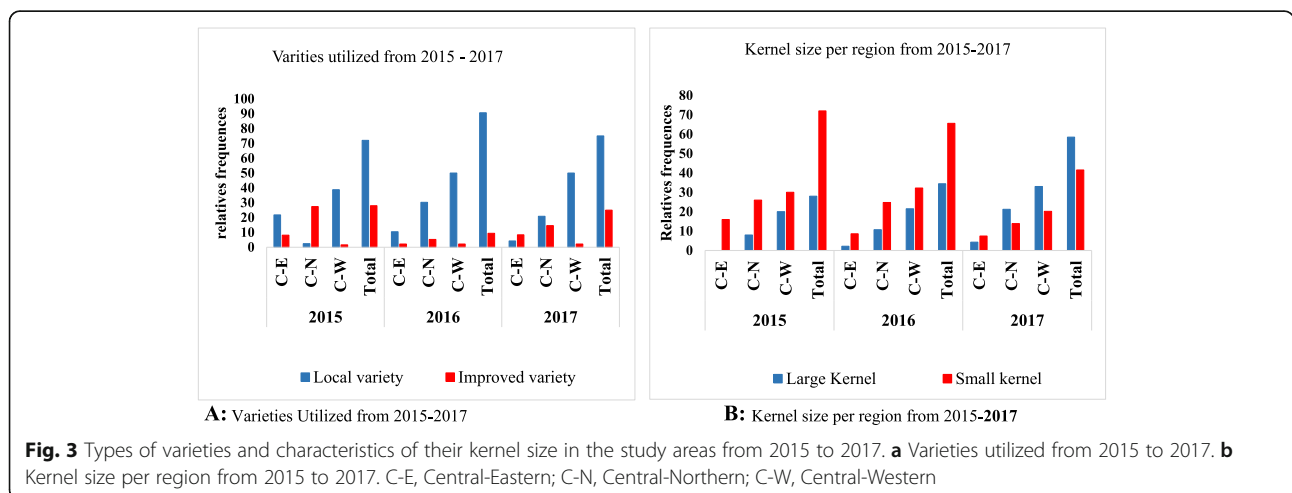 Varities utilized from 2015 - 2017
relatives frequences
100
90
80
70
60
50
40
30
20
10
0
C-E
C-N
C-W
Total
C-E
C-N
C-W
Total
C-E
C-N
C-W
Total
2015
2016
2017
Local variety
Improved variety
A: Varieties Utilized from 2015-2017
Kernel size per region from 2015-2017
Relatives frequences
80
70
60
50
40
30
20
10
0
C-E
C-N
C-W
Total
C-E
C-N
C-W
Total
C-E
C-N
C-W
Total
2015
2016
2017
Large Kernel
Small kernel
B: Kernel size per region from 2015-2017
Fig. 3 Types of varieties and characteristics of their kernel size in the study areas from 2015 to 2017. a Varieties utilized from 2015 to 2017. b
Kernel size per region from 2015 to 2017. C-E, Central-Eastern; C-N, Central-Northern; C-W, Central-Western